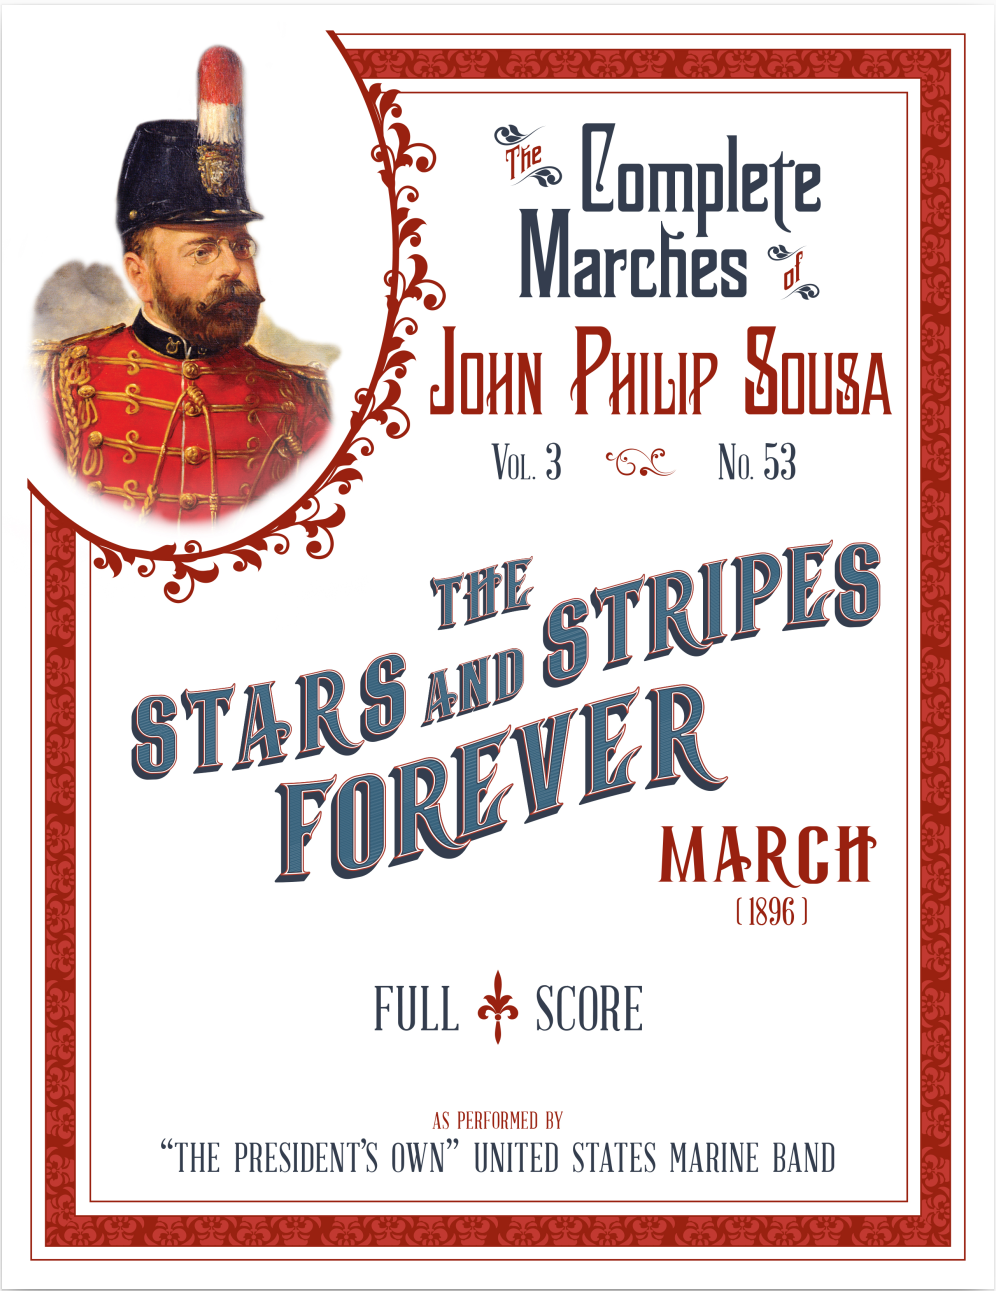 The Complete
Marches of
John Philip Sousa
Vol. 3 No. 53
THE
STARS AND STRIPES
FOREVER
MARCH
(1896)
FULL SCORE
AS PERFORMED BY
“THE PRESIDENT’S OWN” UNITED STATES MARINE BAND